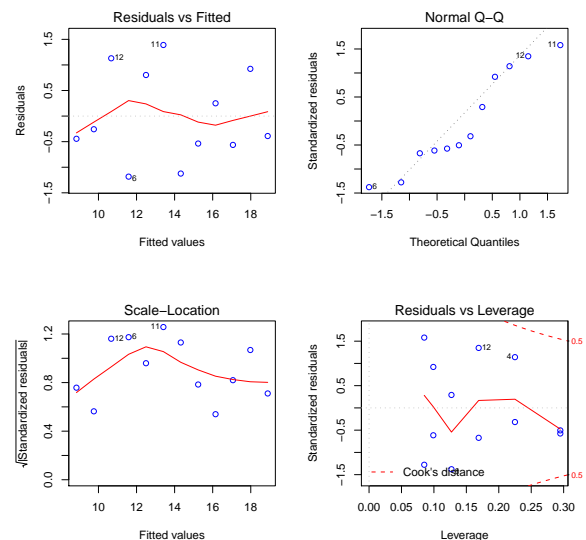 Residuals vs Fitted
Residuals
1.5
0.5
−0.5
−1.5
12
11
6
10 12 14 16 18
Fitted values
Normal Q−Q
Standardized residuals
1.5
0.5
−0.5
−1.5
6
12
11
−1.5 −0.5 0.5 1.5
Theoretical Quantiles
Scale−Location
√|Standardized residuals|
1.2
0.8
0.4
0.0
12
6
11
10 12 14 16 18
Fitted values
Residuals vs Leverage
Standardized residuals
1.5
0.5
−0.5
−1.5
12
4
0.5
0.5
Cook's distance
0.00 0.05 0.10 0.15 0.20 0.25 0.30
Leverage